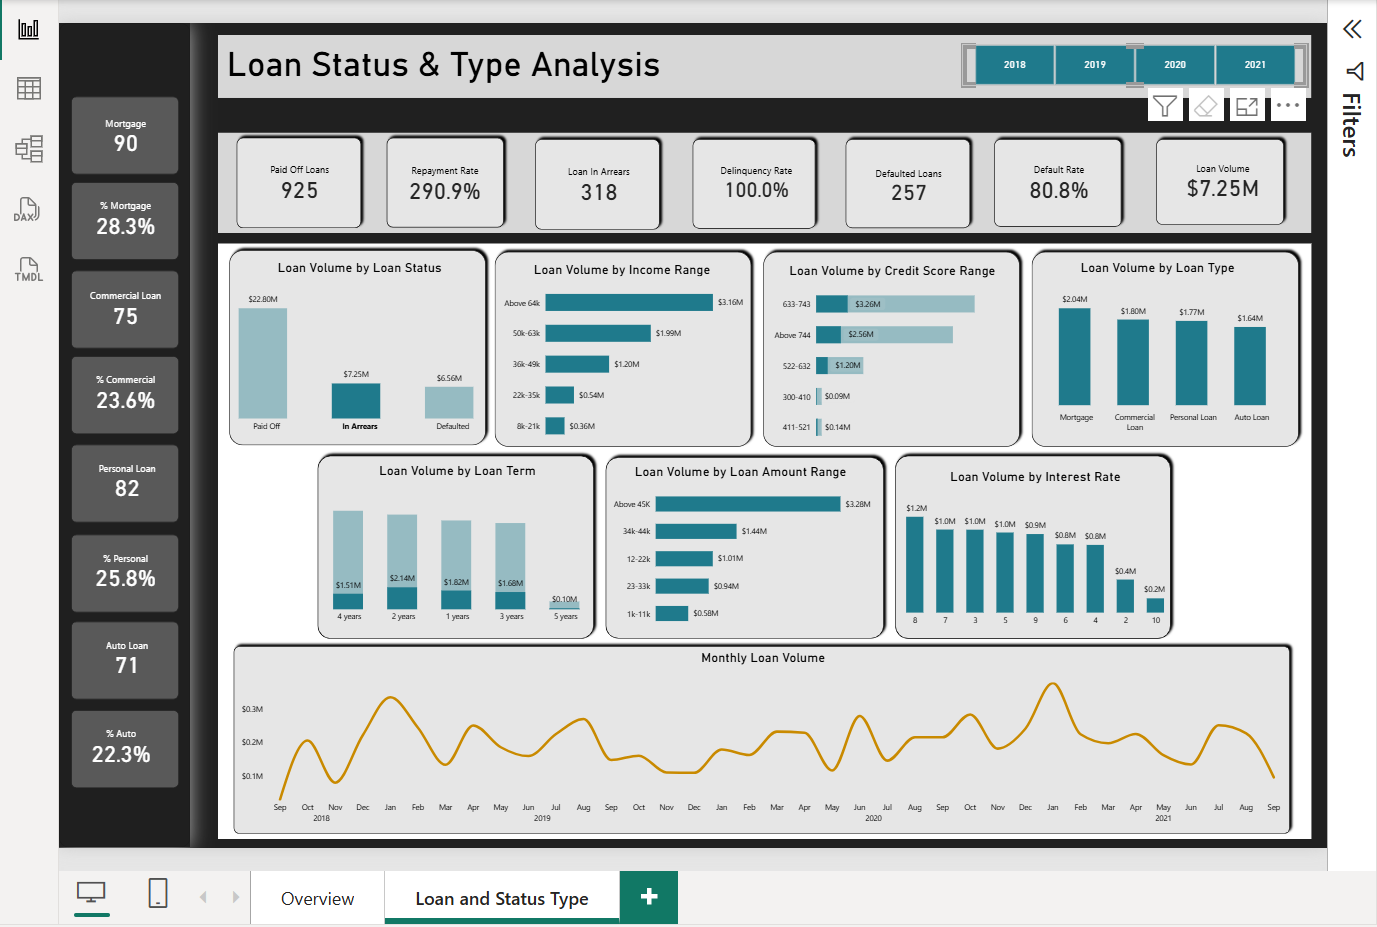 Loan Status & Type Analysis
2018 2019 2020 2021
Filters
DAX
TMDL
Mortgage
90
% Mortgage
28.3%
Commercial Loan
75
% Commercial
23.6%
Personal Loan
82
% Personal
25.8%
Auto Loan
71
% Auto
22.3%
Paid Off Loans
925
Repayment Rate
290.9%
Loan In Arrears
318
Delinquency Rate
100.0%
Defaulted Loans
257
Default Rate
80.8%
Loan Volume
$7.25M
Loan Volume by Loan Status
$22.80M
$7.25M
$6.56M
Paid Off In Arrears Defaulted
Loan Volume by Income Range
Above 64k $3.16M
50k-63k $1.99M
36k-49k $1.20M
22k-35k $0.54M
8k-21k $0.36M
Loan Volume by Credit Score Range
633-743 $3.26M
Above 744 $2.56M
522-632 $1.20M
300-410 $0.09M
411-521 $0.14M
Loan Volume by Loan Type
$2.04M
$1.80M
$1.77M
$1.64M
Mortgage Commercial Personal Loan Auto Loan
Loan
Loan Volume by Loan Term
$1.51M $2.14M $1.82M $1.68M $0.10M
4 years 2 years 1 years 3 years 5 years
Loan Volume by Loan Amount Range
Above 45K $3.28M
34k-44k $1.44M
12-22k $1.01M
23-33k $0.94M
1k-11k $0.58M
Loan Volume by Interest Rate
$1.2M $1.0M $1.0M $1.0M $0.9M $0.8M $0.8M $0.4M $0.2M
8 7 3 5 9 6 4 2 10
Monthly Loan Volume
$0.3M
$0.2M
$0.1M
Sep Oct Nov Dec Jan Feb Mar Apr May Jun Jul Aug Sep Oct Nov Dec Jan Feb Mar Apr May Jun Jul Aug Sep Oct Nov Dec Jan Feb Mar Apr May Jun Jul Aug Sep
2018 2019 2020 2021
Overview Loan and Status Type +